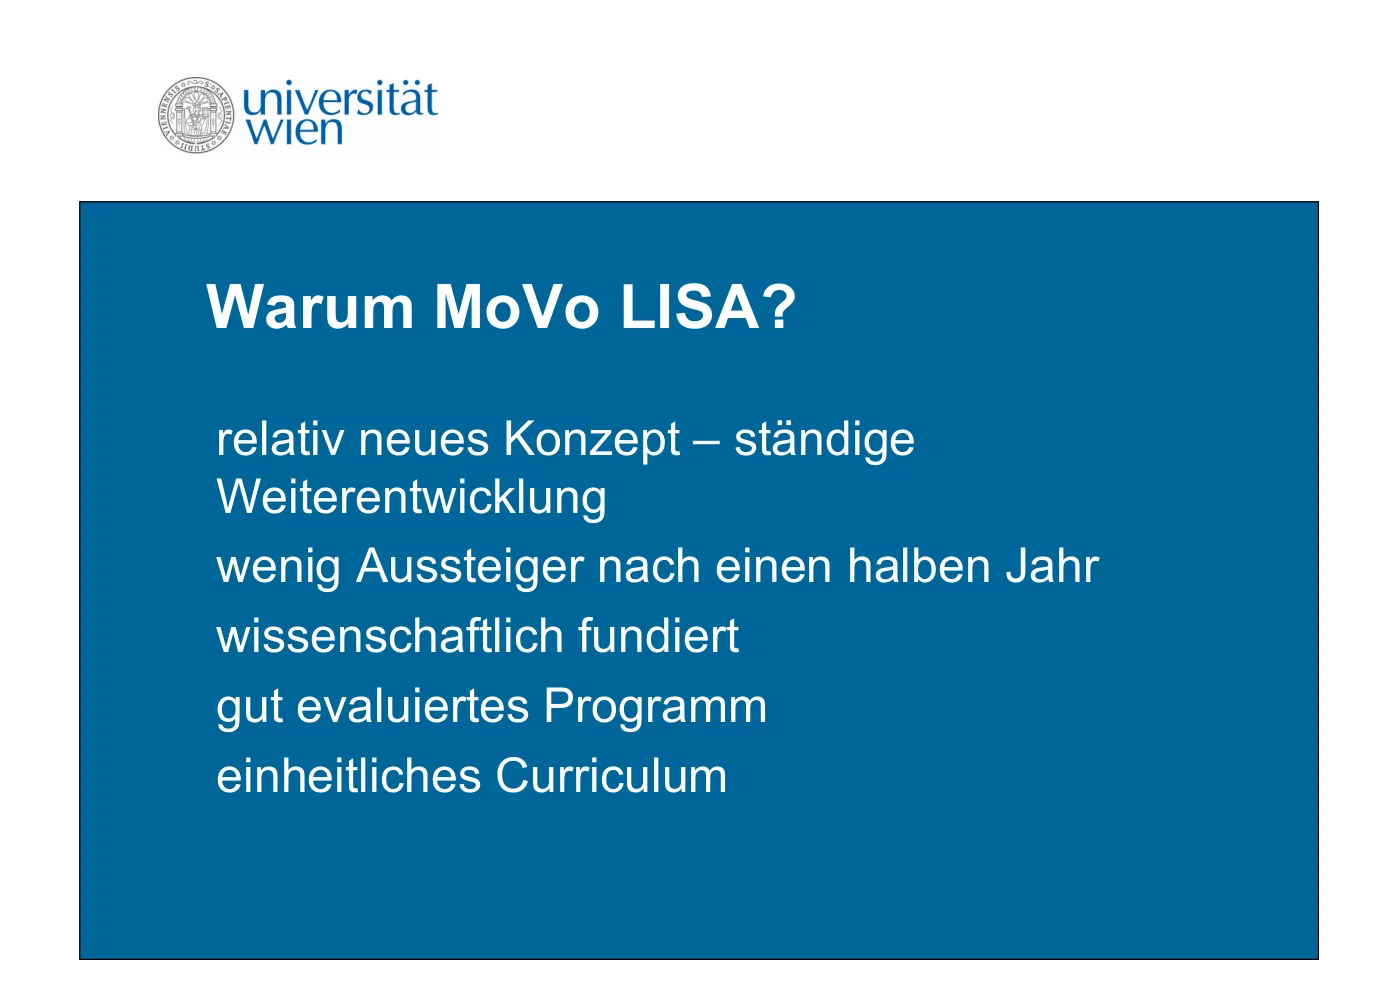 universität
wien
Warum MoVo LISA?
relativ neues Konzept – ständige
Weiterentwicklung
wenig Aussteiger nach einen halben Jahr
wissenschaftlich fundiert
gut evaluiertes Programm
einheitliches Curriculum